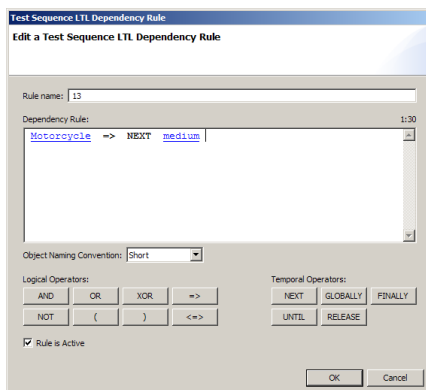 Test Sequence LTL Dependency Rule
Edit a Test Sequence LTL Dependency Rule
Rule name: 13
Dependency Rule: 1:30
Motorcycle => NEXT medium
Object Naming Convention: Short
Logical Operators: Temporal Operators:
AND OR XOR => NEXT GLOBALLY FINALLY
NOT ( ) <=> UNTIL RELEASE
Rule is Active
OK Cancel